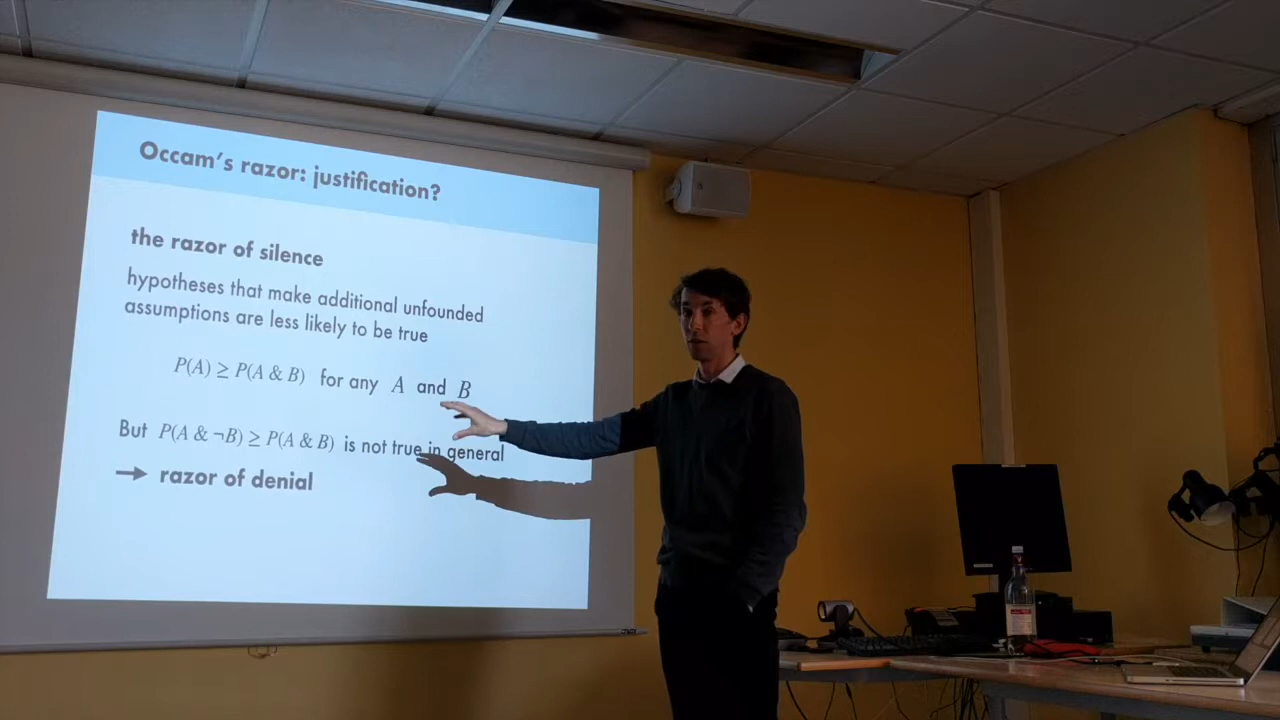 Occam's razor: justification?
the razor of silence
hypotheses that make additional unfounded
assumptions are less likely to be true
P(A) ≥ P(A & B) for any A and B
But P(A & ¬B) ≥ P(A & B) is not true in general
→ razor of denial